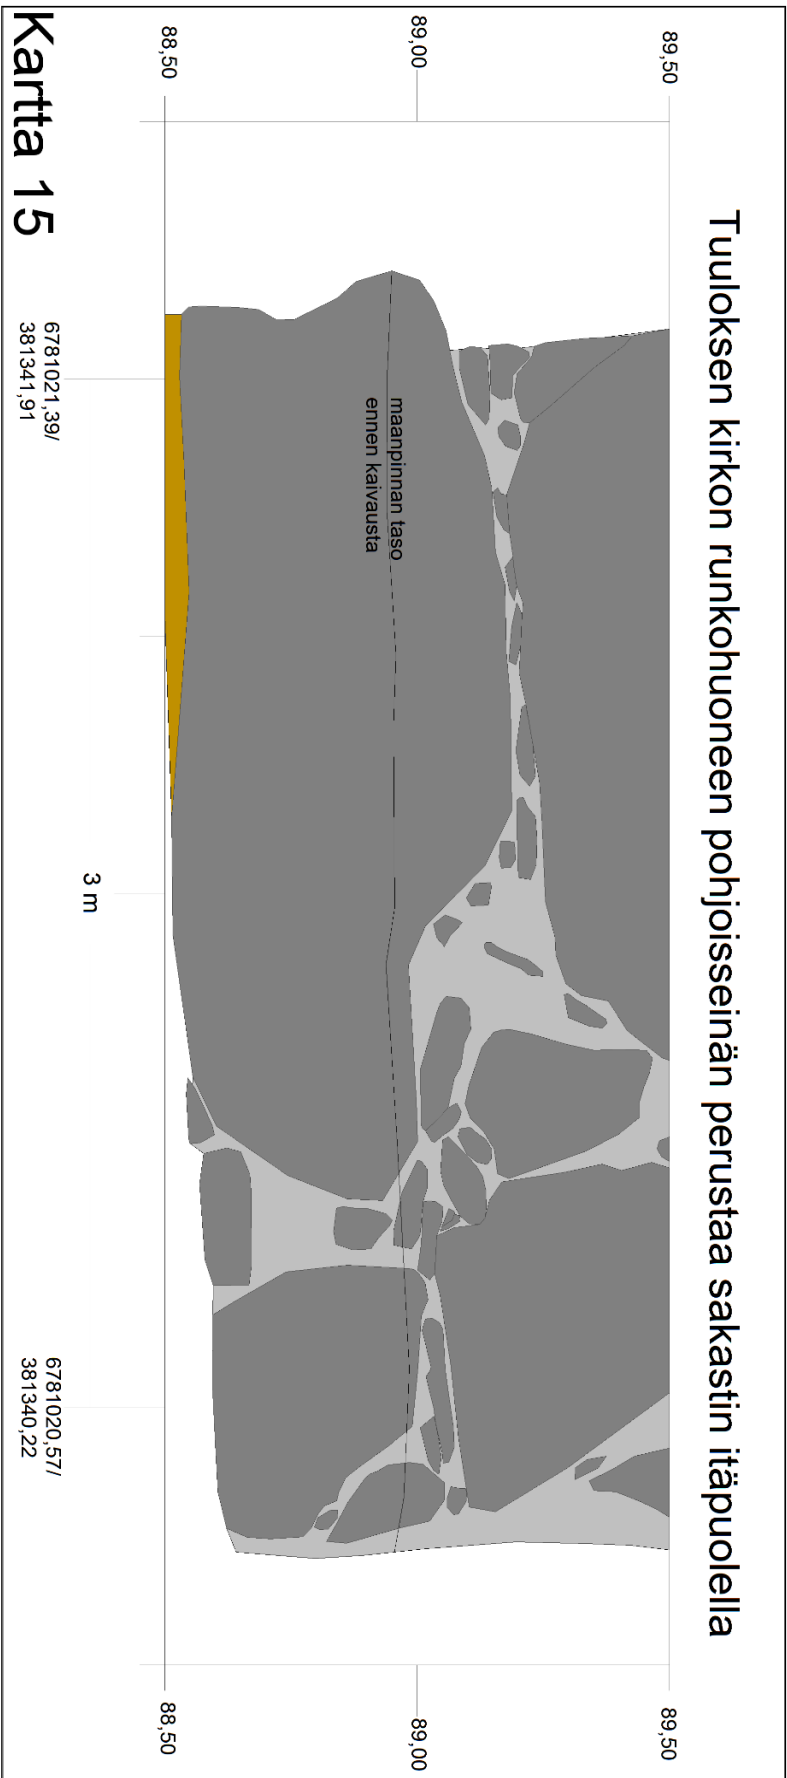 Tuuloksen kirkon runkohuoneen pohjoisseinän perustaa sakastin itäpuolella
89,50
89,50
89,00
89,00
maanpinnan taso
ennen kaivausta
88,50
88,50
3 m
6781021,39/
381341,91
6781020,57/
381340,22
Kartta 15